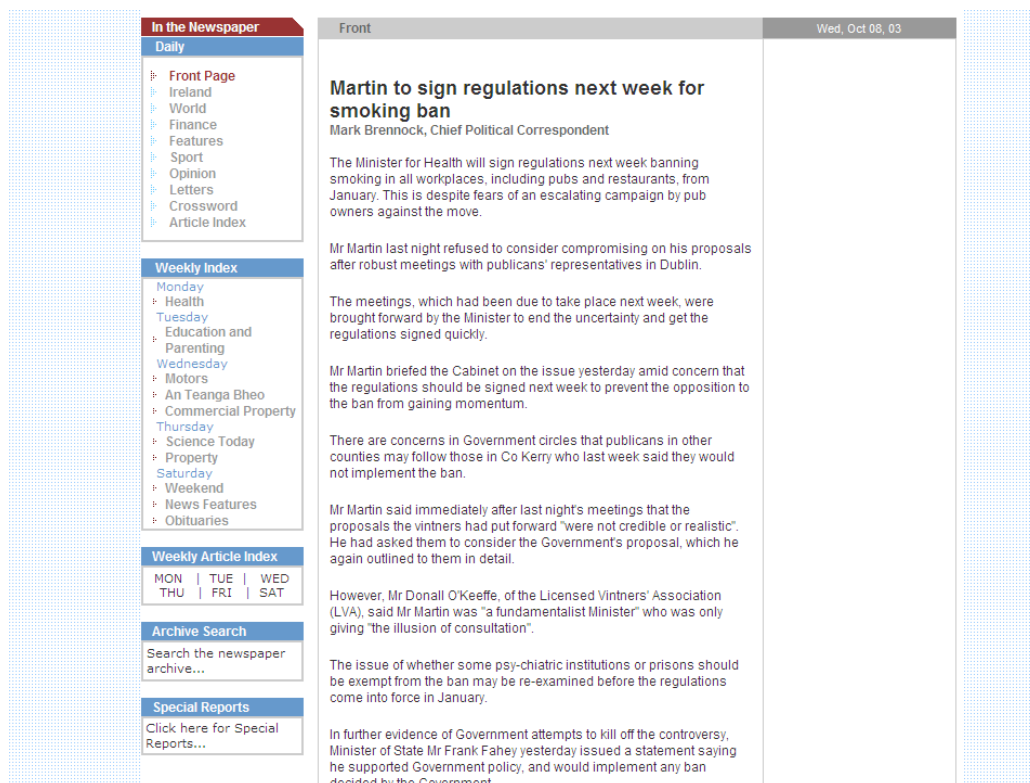 In the Newspaper
Daily
Front Page
Ireland
World
Finance
Features
Sport
Opinion
Letters
Crossword
Article Index
Weekly Index
Monday
Health
Tuesday
Education and
Parenting
Wednesday
Motors
An Teanga Bheo
Commercial Property
Thursday
Science Today
Property
Saturday
Weekend
News Features
Obituaries
Weekly Article Index
MON | TUE | WED
THU | FRI | SAT
Archive Search
Search the newspaper
archive...
Special Reports
Click here for Special
Reports...
Front
Wed, Oct 08, 03
Martin to sign regulations next week for
smoking ban
Mark Brennock, Chief Political Correspondent
The Minister for Health will sign regulations next week banning
smoking in all workplaces, including pubs and restaurants, from
January. This is despite fears of an escalating campaign by pub
owners against the move.
Mr Martin last night refused to consider compromising on his proposals
after robust meetings with publicans' representatives in Dublin.
The meetings, which had been due to take place next week, were
brought forward by the Minister to end the uncertainty and get the
regulations signed quickly.
Mr Martin briefed the Cabinet on the issue yesterday amid concern that
the regulations should be signed next week to prevent the opposition to
the ban from gaining momentum.
There are concerns in Government circles that publicans in other
counties may follow those in Co Kerry who last week said they would
not implement the ban.
Mr Martin said immediately after last night's meetings that the
proposals the vintners had put forward "were not credible or realistic".
He had asked them to consider the Government's proposal, which he
again outlined to them in detail.
However, Mr Donall O'Keeffe, of the Licensed Vintners' Association
(LVA), said Mr Martin was "a fundamentalist Minister" who was only
giving "the illusion of consultation".
The issue of whether some psy-chiatric institutions or prisons should
be exempt from the ban may be re-examined before the regulations
come into force in January.
In further evidence of Government attempts to kill off the controversy,
Minister of State Mr Frank Fahey yesterday issued a statement saying
he supported Government policy, and would implement any ban
decided by the Government.